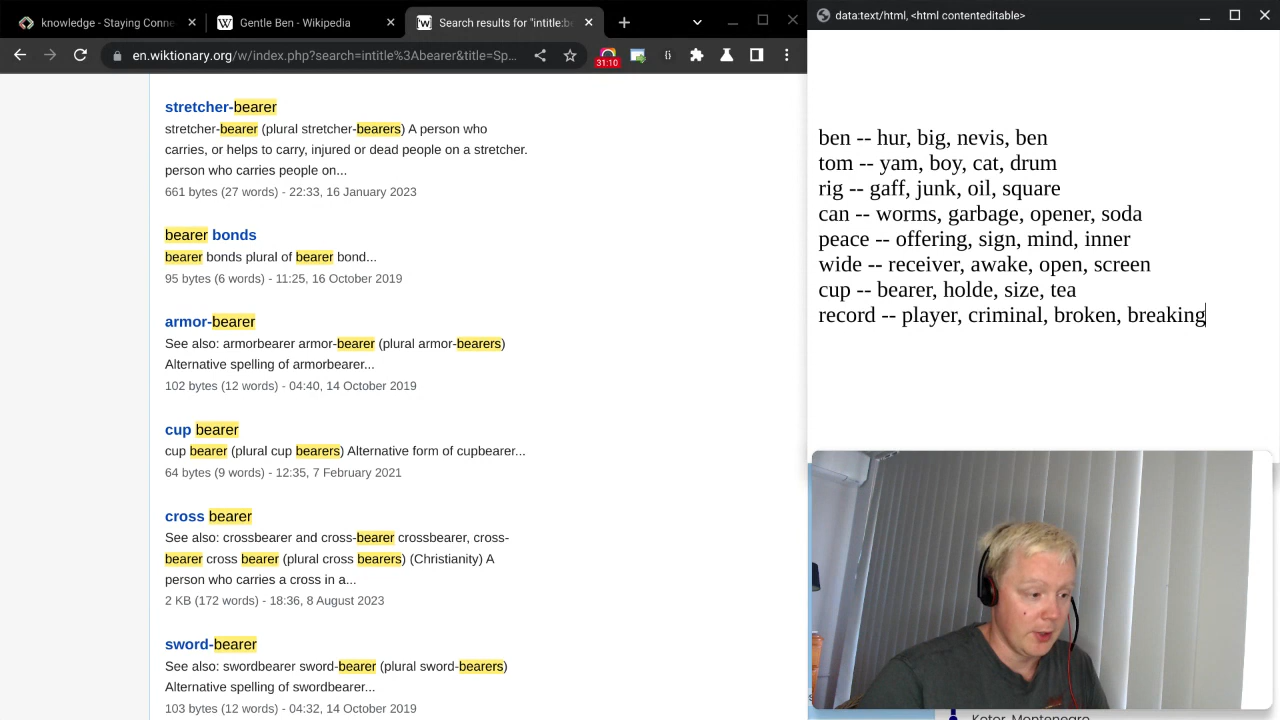 knowledge - Staying Conne
Gentle Ben - Wikipedia
Search results for "intitle:be
data:text/html, <html contenteditable>
en.wiktionary.org/w/index.php?search=intitle%3Abearer&title=Sp...
31:10
stretcher-bearer
stretcher-bearer (plural stretcher-bearers) A person who
carries, or helps to carry, injured or dead people on a stretcher.
person who carries people on...
661 bytes (27 words) - 22:33, 16 January 2023
bearer bonds
bearer bonds plural of bearer bond...
95 bytes (6 words) - 11:25, 16 October 2019
armor-bearer
See also: armorbearer armor-bearer (plural armor-bearers)
Alternative spelling of armorbearer...
102 bytes (12 words) - 04:40, 14 October 2019
cup bearer
cup bearer (plural cup bearers) Alternative form of cupbearer...
64 bytes (9 words) - 12:35, 7 February 2021
cross bearer
See also: crossbearer and cross-bearer crossbearer, cross-
bearer cross bearer (plural cross bearers) (Christianity) A
person who carries a cross in a...
2 KB (172 words) - 18:36, 8 August 2023
sword-bearer
See also: swordbearer sword-bearer (plural sword-bearers)
Alternative spelling of swordbearer...
103 bytes (12 words) - 04:32, 14 October 2019
ben -- hur, big, nevis, ben
tom -- yam, boy, cat, drum
rig -- gaff, junk, oil, square
can -- worms, garbage, opener, soda
peace -- offering, sign, mind, inner
wide -- receiver, awake, open, screen
cup -- bearer, holde, size, tea
record -- player, criminal, broken, breaking
Kotor, Montenegro